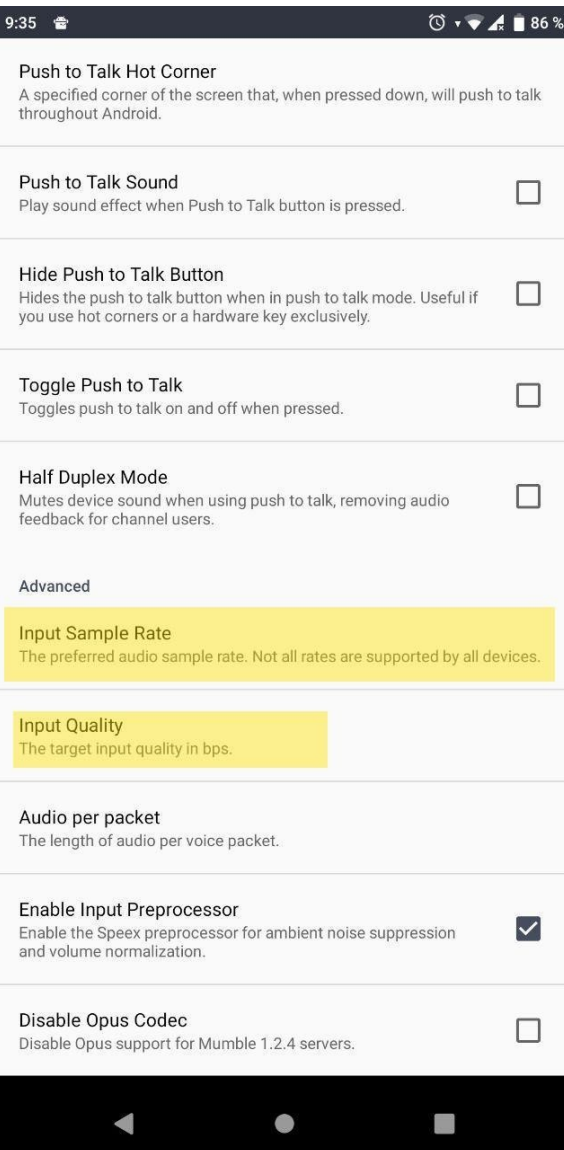 9:35
86 %
Push to Talk Hot Corner
A specified corner of the screen that, when pressed down, will push to talk
throughout Android.
Push to Talk Sound
Play sound effect when Push to Talk button is pressed.
Hide Push to Talk Button
Hides the push to talk button when in push to talk mode. Useful if
you use hot corners or a hardware key exclusively.
Toggle Push to Talk
Toggles push to talk on and off when pressed.
Half Duplex Mode
Mutes device sound when using push to talk, removing audio
feedback for channel users.
Advanced
Input Sample Rate
The preferred audio sample rate. Not all rates are supported by all devices.
Input Quality
The target input quality in bps.
Audio per packet
The length of audio per voice packet.
Enable Input Preprocessor
Enable the Speex preprocessor for ambient noise suppression
and volume normalization.
Disable Opus Codec
Disable Opus support for Mumble 1.2.4 servers.